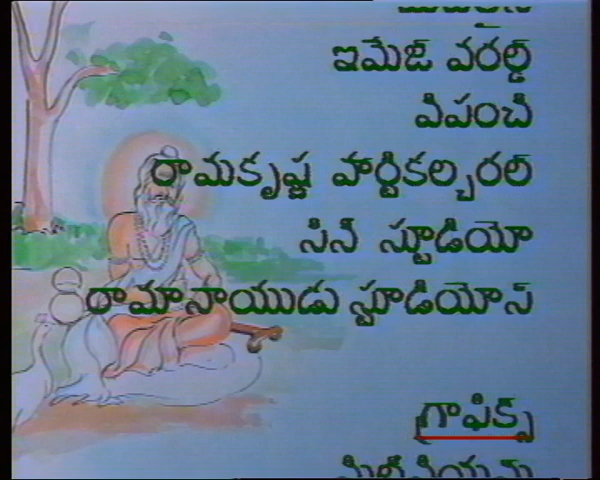 ఇమేజ్ వరల్డ్
విపంచి
రామకృష్ణ హార్టికల్చరల్
సినీ స్టూడియో
రామానాయుడు స్టూడియోస్
గ్రాఫిక్స్